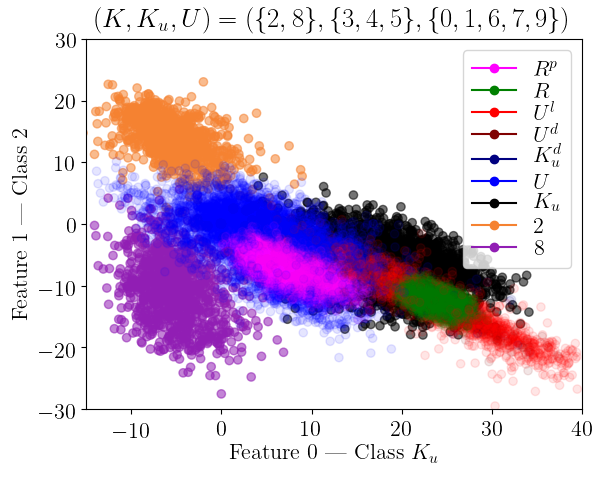 (K, K_u, U) = ({2, 8}, {3, 4, 5}, {0, 1, 6, 7, 9})
30
20
10
0
−10
−20
−30
Feature 1 — Class 2
R^p
R
U^l
U^d
K_u^d
U
K_u
2
8
−10
0
10
20
30
40
Feature 0 — Class K_u